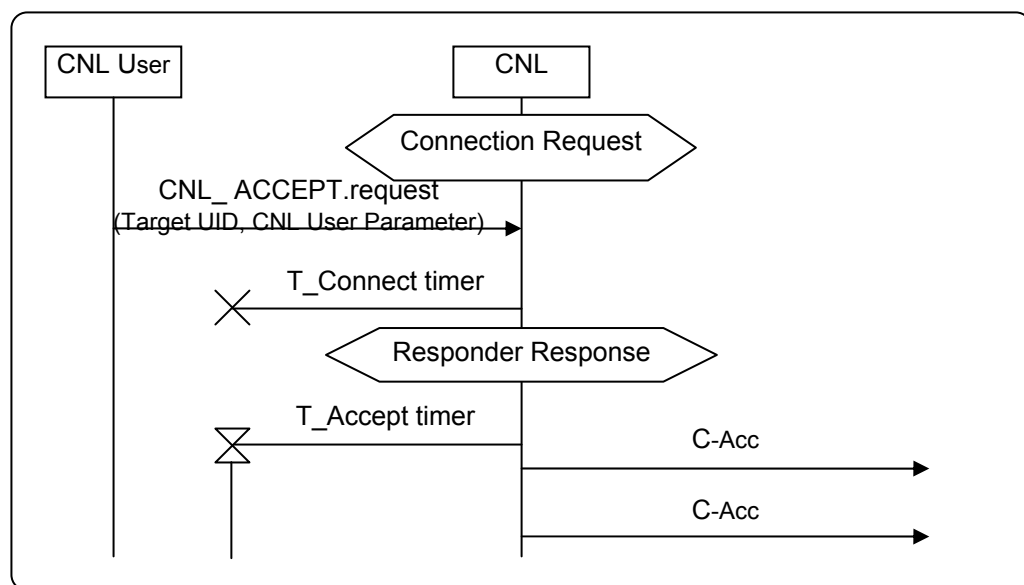 CNL User
CNL
Connection Request
CNL_ ACCEPT.request
(Target UID, CNL User Parameter)
T_Connect timer
Responder Response
T_Accept timer
C-Acc
C-Acc